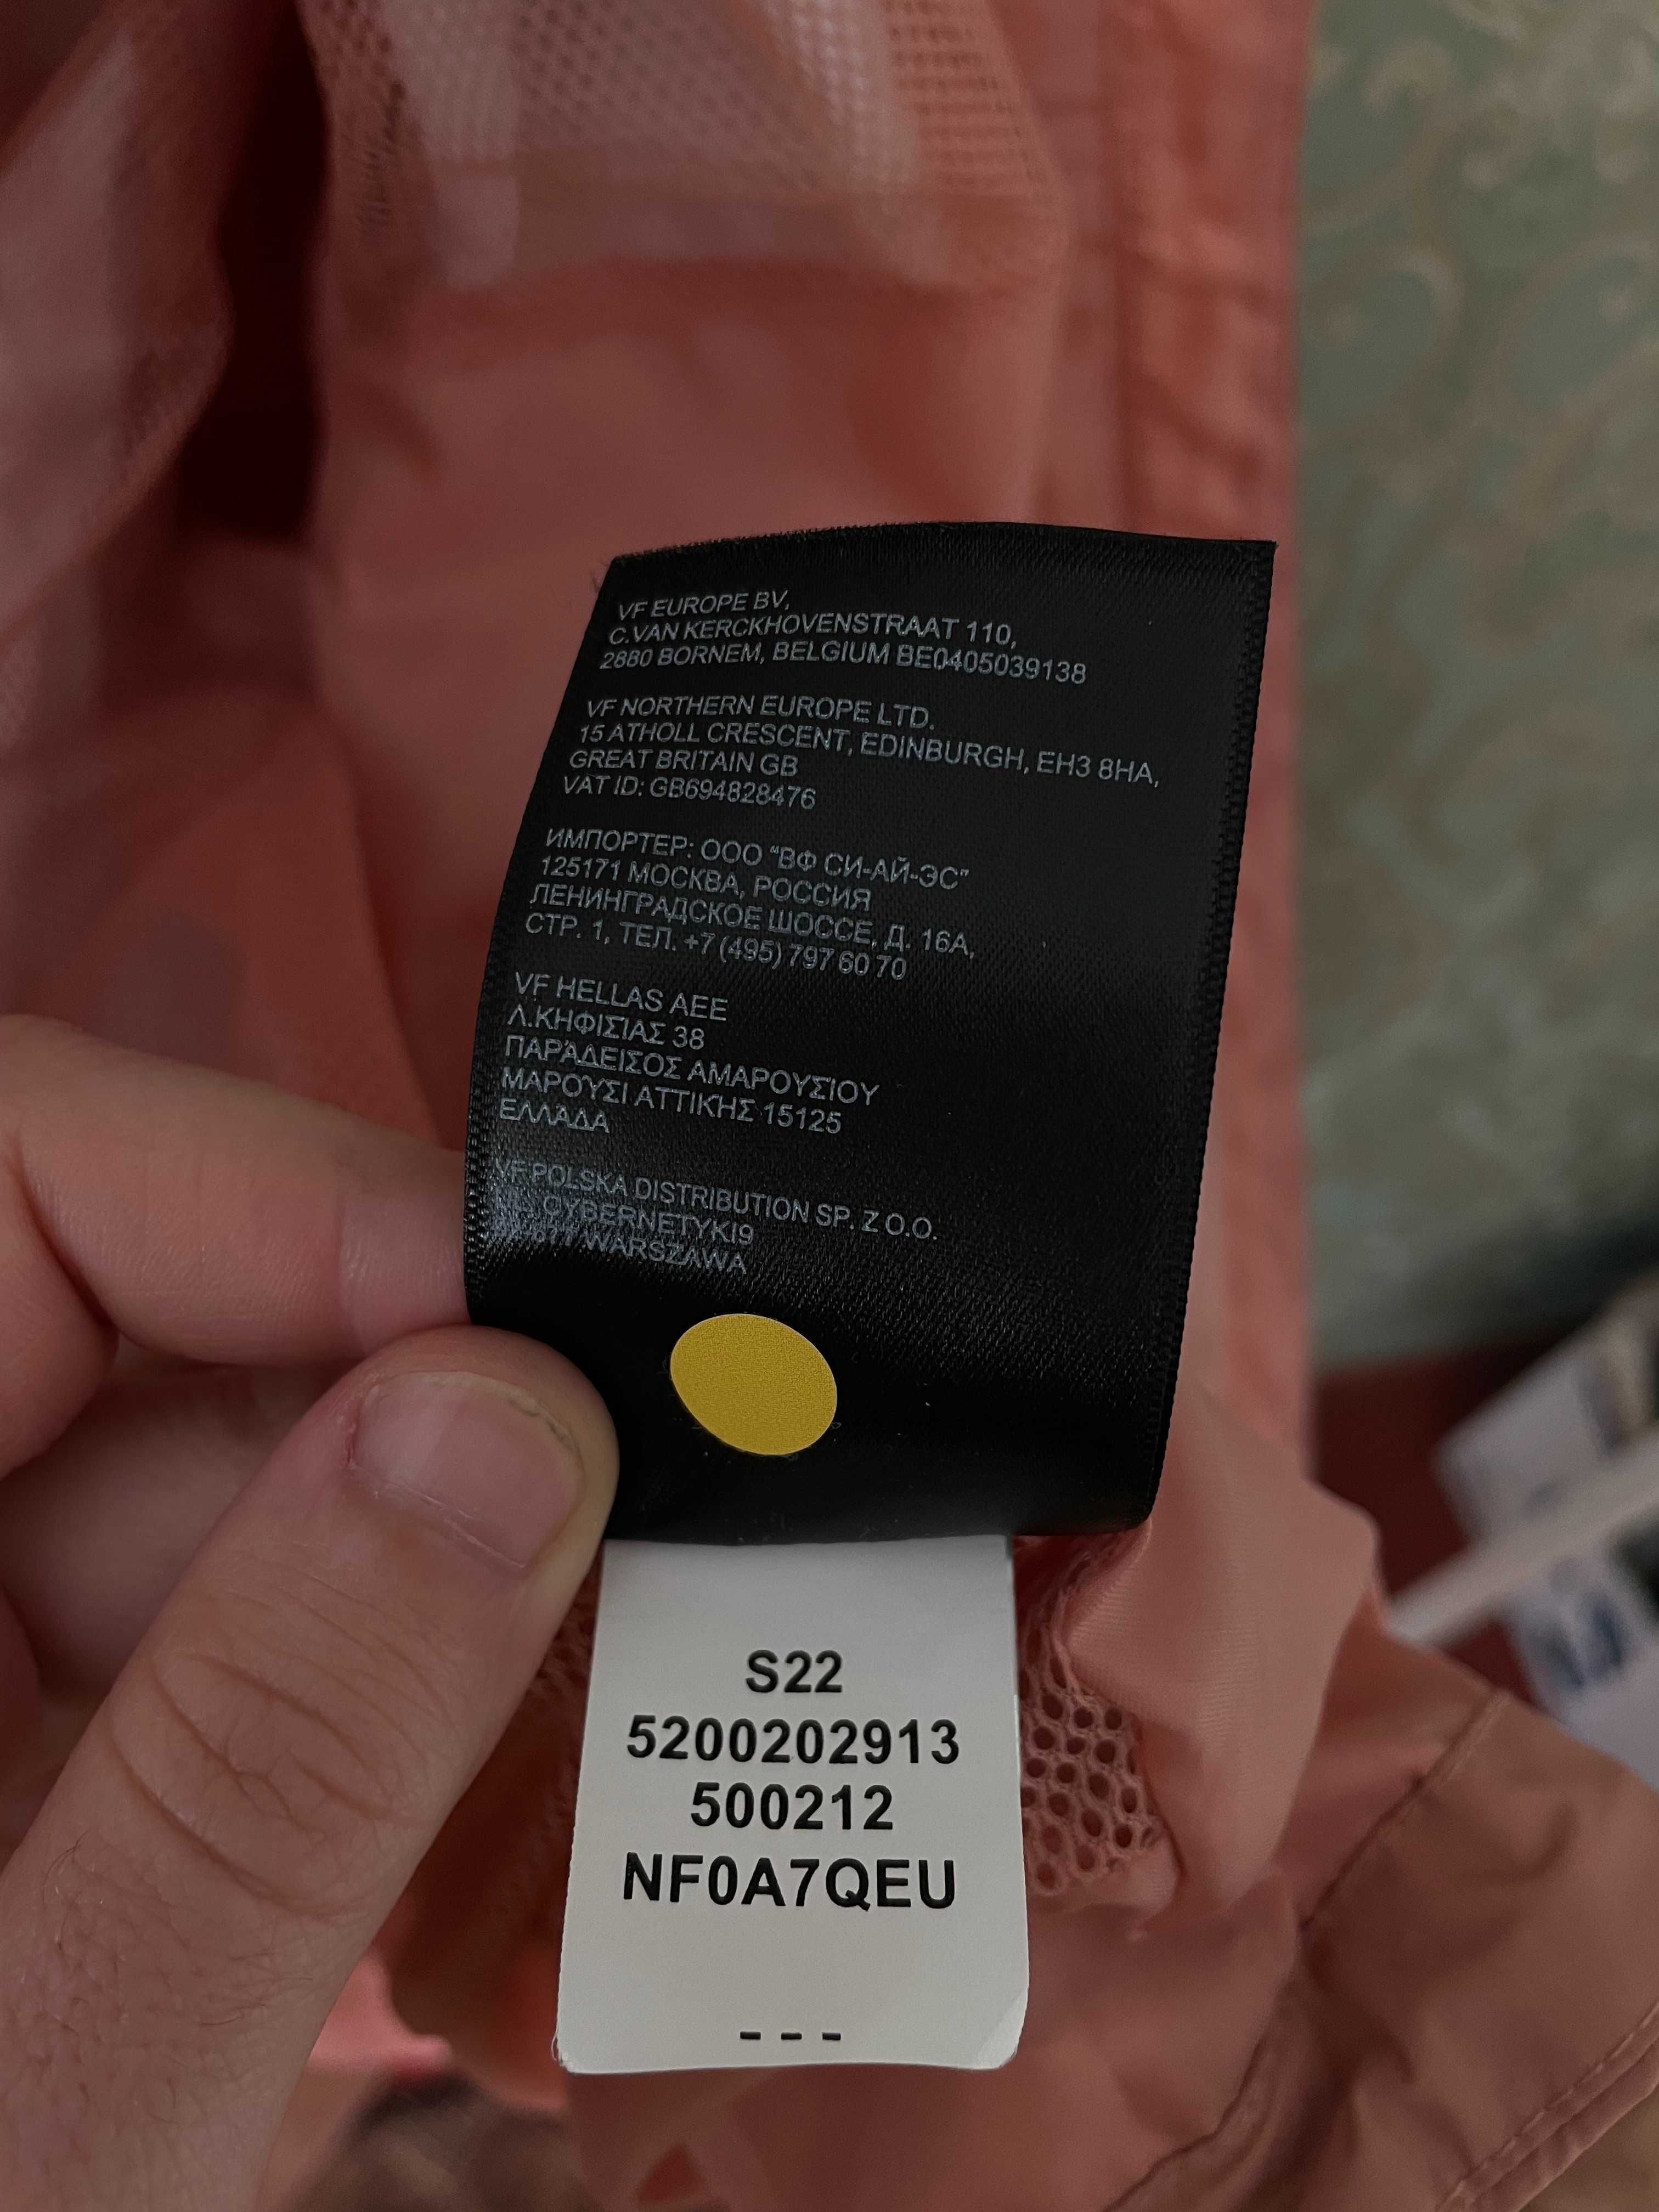 VF EUROPE BV,
C.VAN KERCKHOVENSTRAAT 110,
2880 BORNEM, BELGIUM BE0405039138
VF NORTHERN EUROPE LTD.
15 ATHOLL CRESCENT, EDINBURGH, EH3 8HA,
GREAT BRITAIN GB
VAT ID: GB694828476
ИМПОРТЕР: ООО "ВФ СИ-АЙ-ЭС"
125171 МОСКВА, РОССИЯ
ЛЕНИНГРАДСКОЕ ШОССЕ, Д. 16А,
СТР. 1, ТЕЛ. +7 (495) 797 60 70
VF HELLAS AEE
Λ.ΚΗΦΙΣΙΑΣ 38
ΠΑΡΆΔΕΙΣΟΣ ΑΜΑΡΟΥΣΙΟΥ
ΜΑΡΟΎΣΙ ΑΤΤΙΚΉΣ 15125
ΕΛΛΑΔΑ
VF POLSKA DISTRIBUTION SP. Z O.O.
CYBERNETYKI9
WARSZAWA
S22
5200202913
500212
NF0A7QEU
---